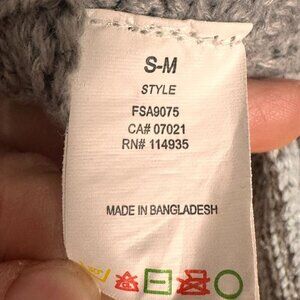 S-M
STYLE
FSA9075
CA# 07021
RN# 114935
MADE IN BANGLADESH